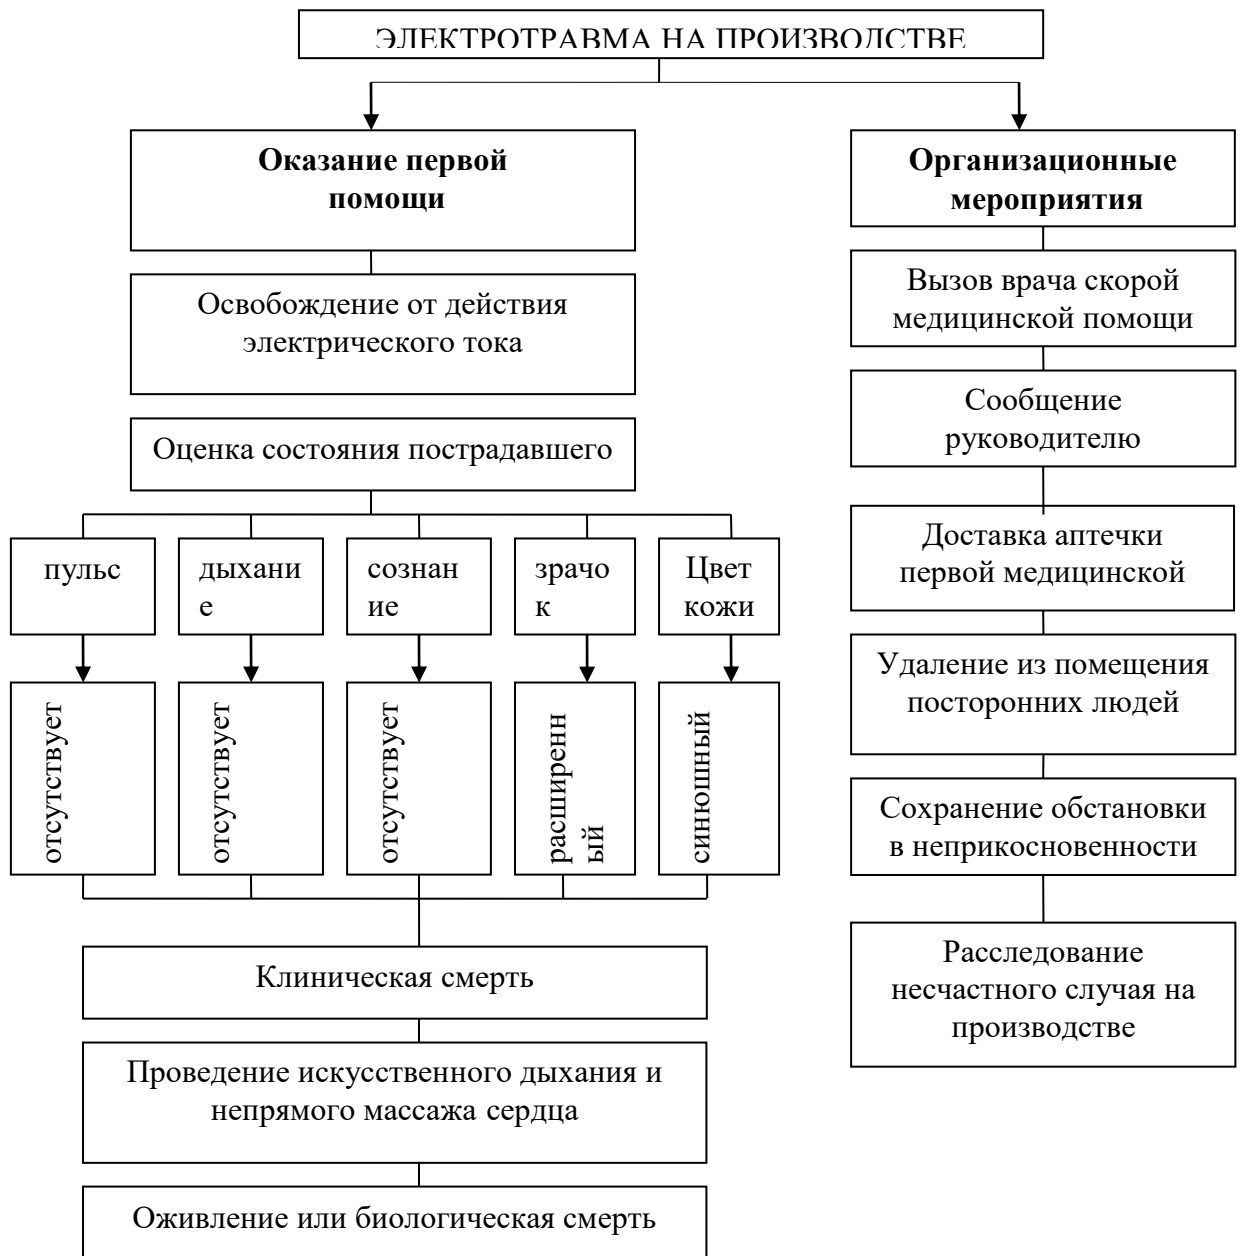 ЭЛЕКТРОТРАВМА НА ПРОИЗВОДСТВЕ
Оказание первой
помощи
Освобождение от действия
электрического тока
Оценка состояния пострадавшего
пульс
дыхани
е
сознан
ие
зрачо
к
Цвет
кожи
отсутствует
отсутствует
отсутствует
расширенн
ый
синюшный
Клиническая смерть
Проведение искусственного дыхания и
непрямого массажа сердца
Оживление или биологическая смерть
Организационные
мероприятия
Вызов врача скорой
медицинской помощи
Сообщение
руководителю
Доставка аптечки
первой медицинской
Удаление из помещения
посторонних людей
Сохранение обстановки
в неприкосновенности
Расследование
несчастного случая на
производстве